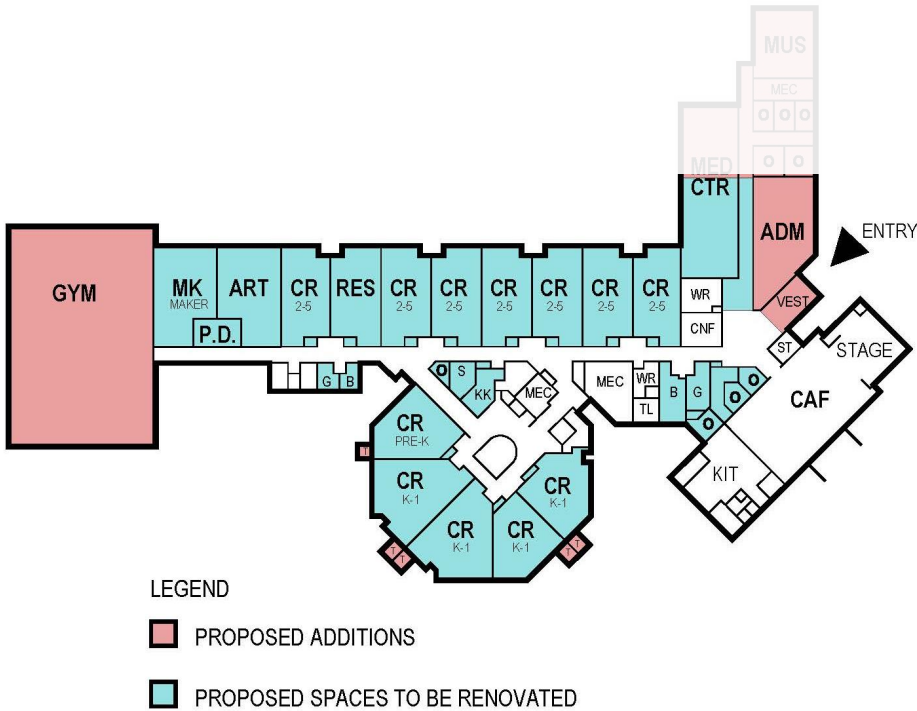 MUS
MEC
O O O
O O
MED
CTR
ADM
ENTRY
GYM
MK
MAKER
ART
P.D.
CR
2-5
RES
CR
2-5
CR
2-5
CR
2-5
CR
2-5
CR
2-5
CR
2-5
WR
CNF
VEST
ST
STAGE
CAF
KIT
G B
O
S
KK
MEC
MEC
WR
TL
B
G
O
O
O
O
CR
PRE-K
T
CR
K-1
CR
K-1
CR
K-1
CR
K-1
T
T
T
T
LEGEND
PROPOSED ADDITIONS
PROPOSED SPACES TO BE RENOVATED